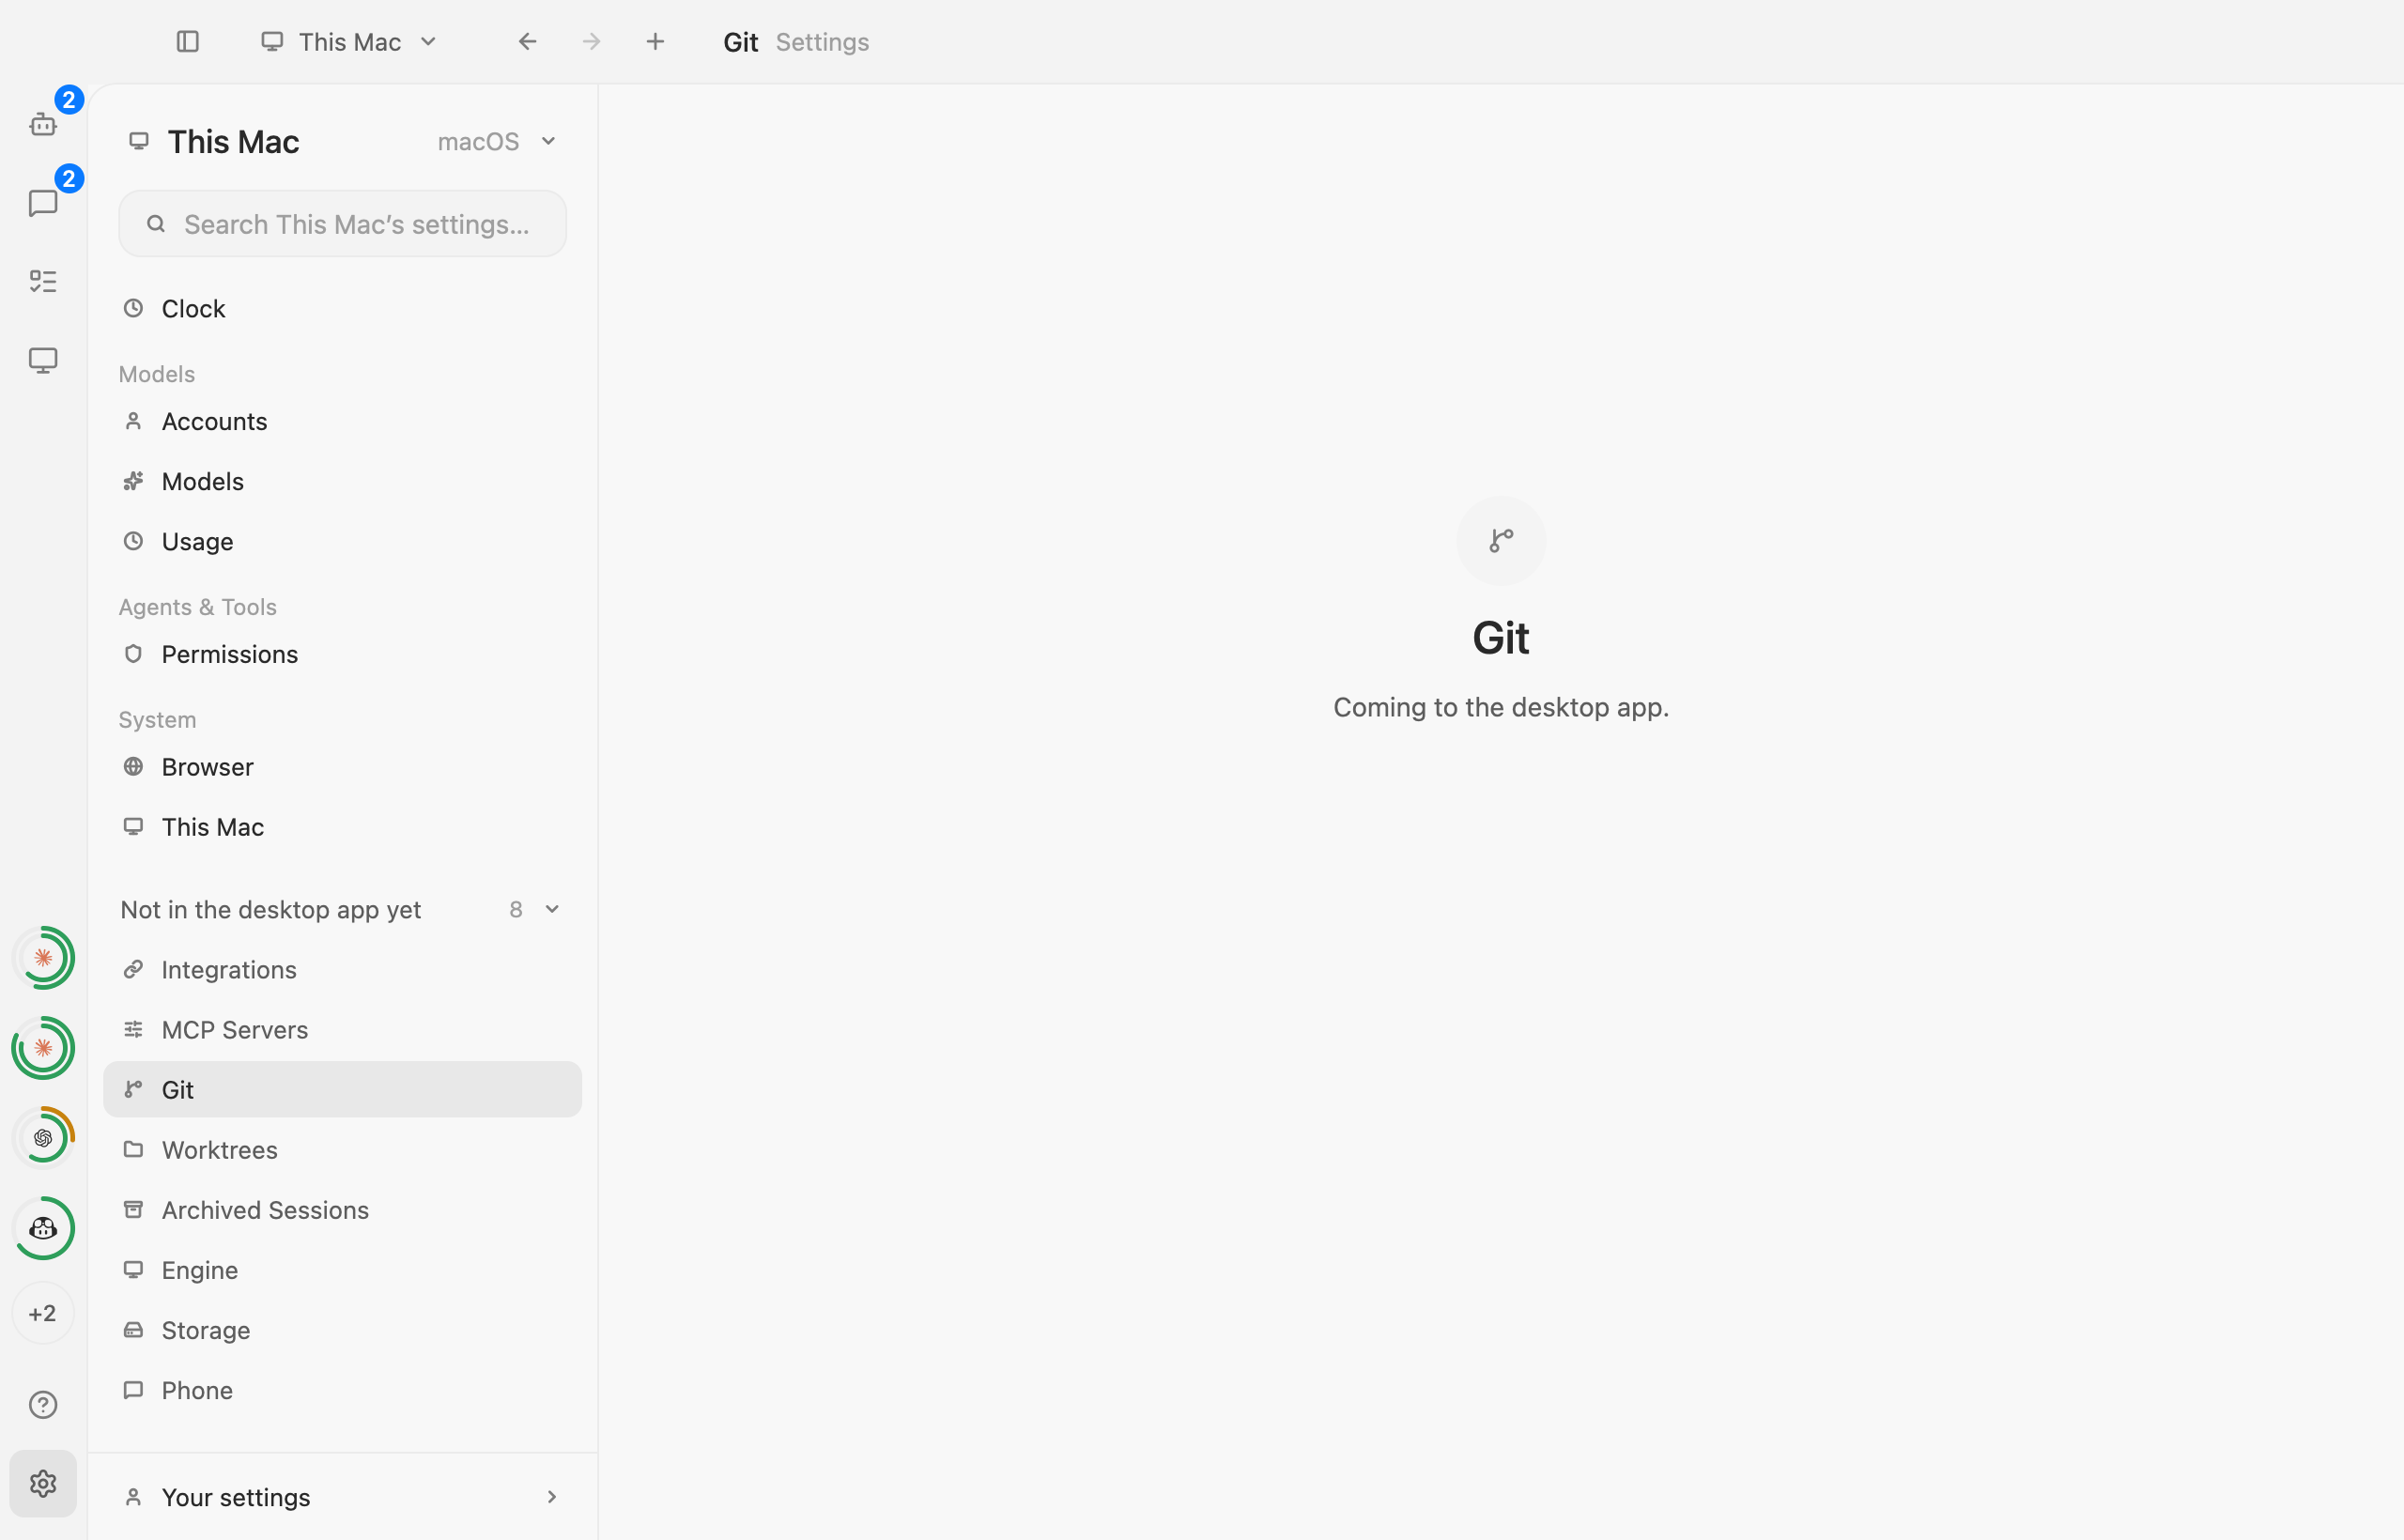 This Mac
Git Settings
2
2
This Mac
macOS
Search This Mac’s settings...
Clock
Models
Accounts
Models
Usage
Agents & Tools
Permissions
System
Browser
This Mac
Not in the desktop app yet
8
Integrations
MCP Servers
Git
Worktrees
Archived Sessions
Engine
Storage
Phone
+2
Your settings
Git
Coming to the desktop app.